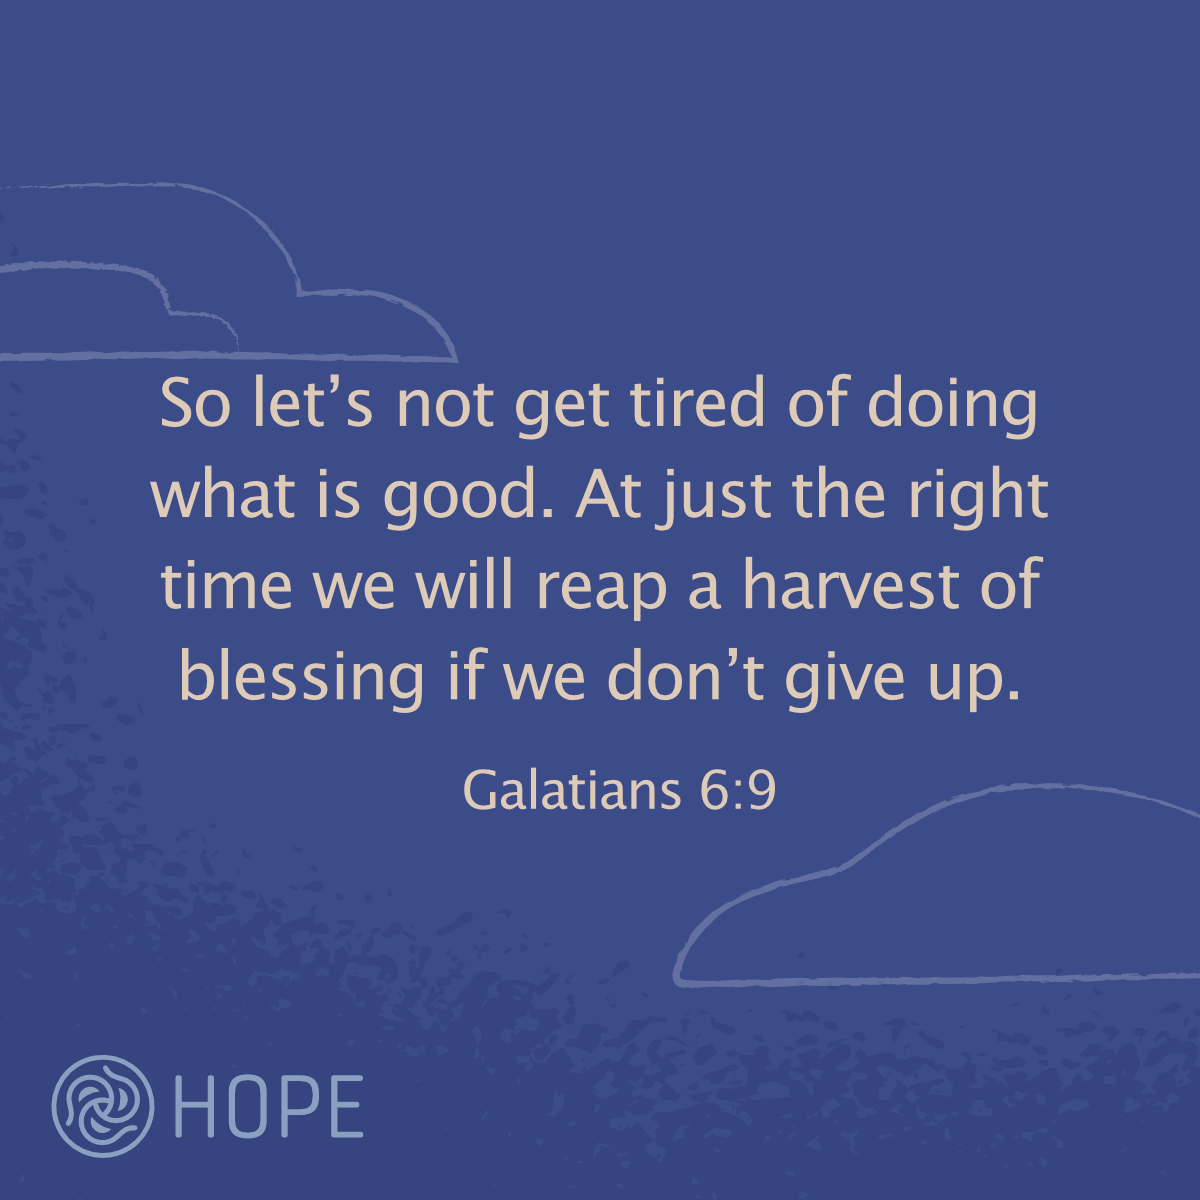 So let’s not get tired of doing
what is good. At just the right
time we will reap a harvest of
blessing if we don’t give up.
Galatians 6:9
HOPE